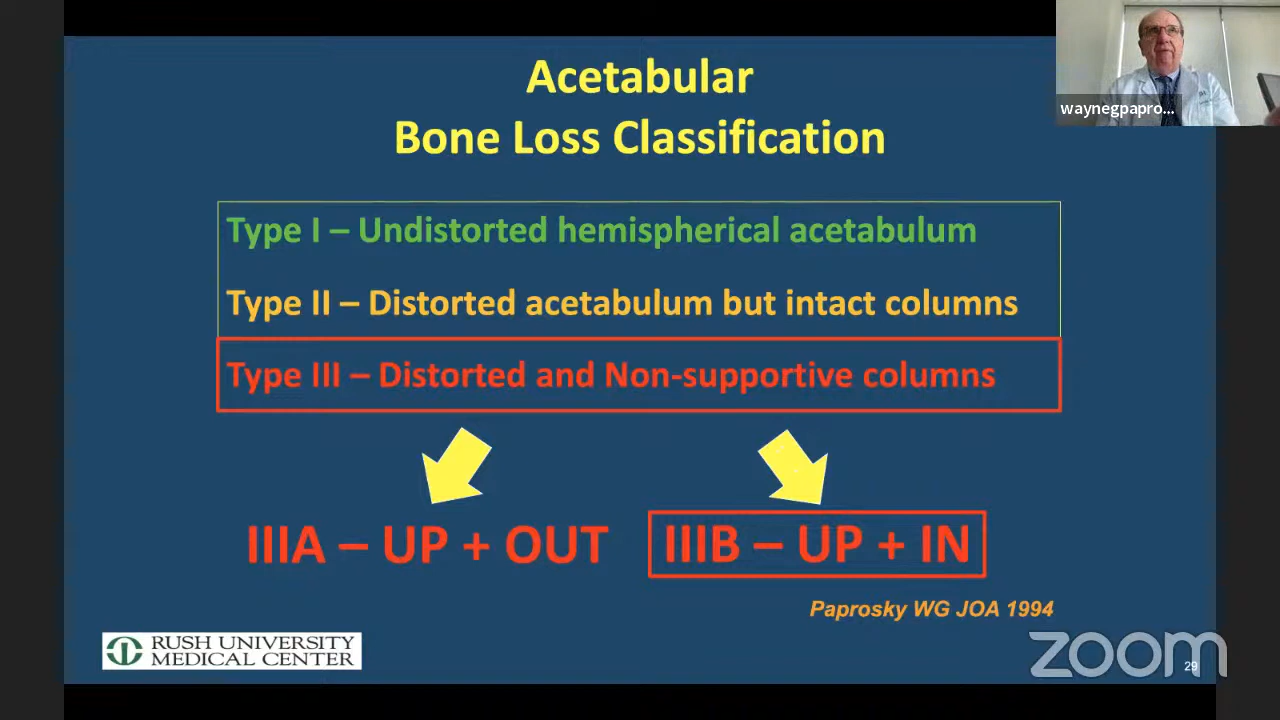 waynegpapro...
Acetabular
Bone Loss Classification
Type I – Undistorted hemispherical acetabulum
Type II – Distorted acetabulum but intact columns
Type III – Distorted and Non-supportive columns
IIIA – UP + OUT
IIIB – UP + IN
Paprosky WG JOA 1994
RUSH UNIVERSITY
MEDICAL CENTER
zoom
29